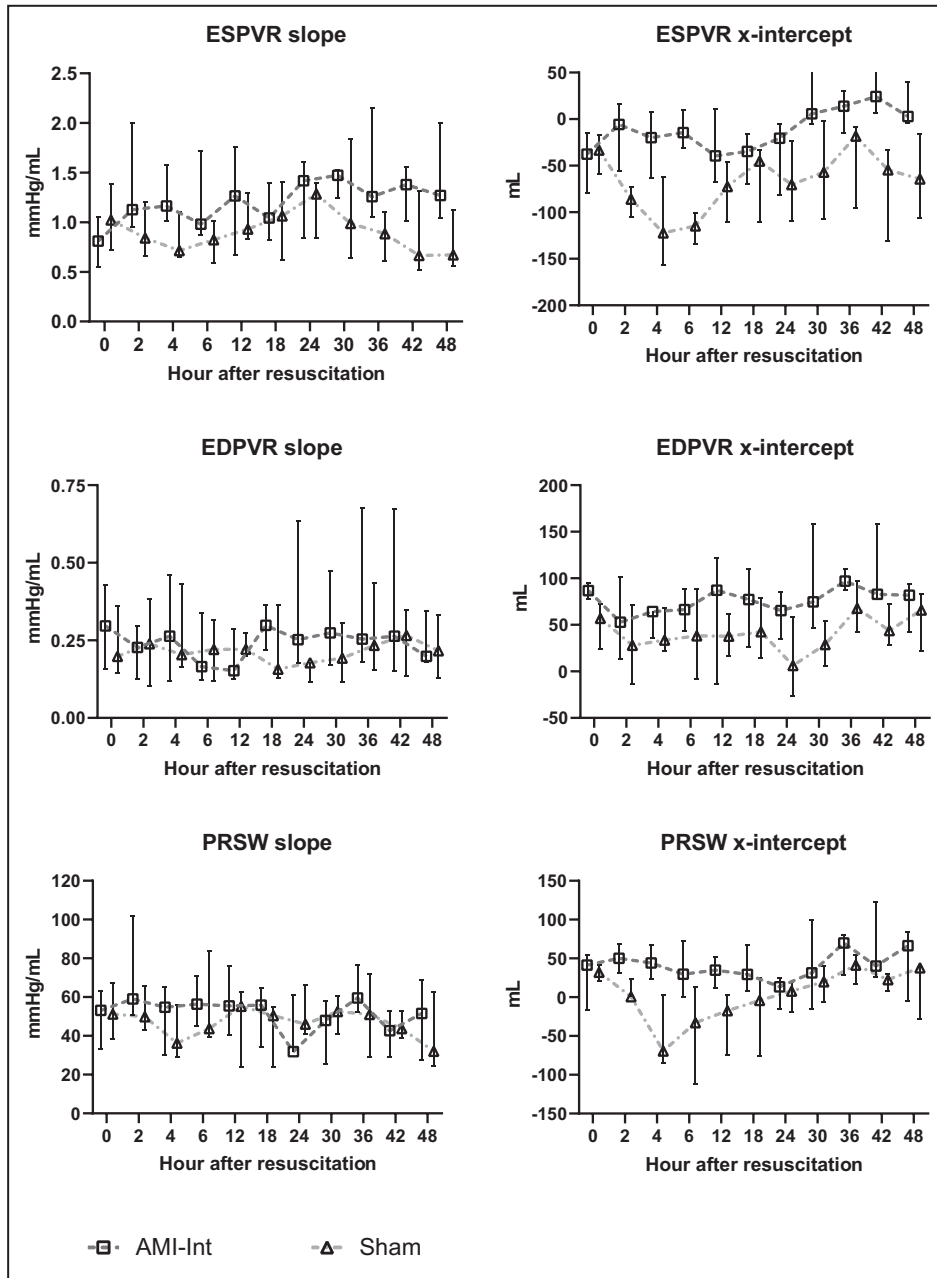 ESPVR slope
mmHg/mL
2.5
2.0
1.5
1.0
0.5
0.0
0 2 4 6 12 18 24 30 36 42 48
Hour after resuscitation
ESPVR x-intercept
mL
50
0
-50
-100
-150
-200
0 2 4 6 12 18 24 30 36 42 48
Hour after resuscitation
EDPVR slope
mmHg/mL
0.75
0.50
0.25
0.00
0 2 4 6 12 18 24 30 36 42 48
Hour after resuscitation
EDPVR x-intercept
mL
200
150
100
50
0
-50
0 2 4 6 12 18 24 30 36 42 48
Hour after resuscitation
PRSW slope
mmHg/mL
120
100
80
60
40
20
0
0 2 4 6 12 18 24 30 36 42 48
Hour after resuscitation
PRSW x-intercept
mL
150
100
50
0
-50
-100
-150
0 2 4 6 12 18 24 30 36 42 48
Hour after resuscitation
AMI-Int Sham